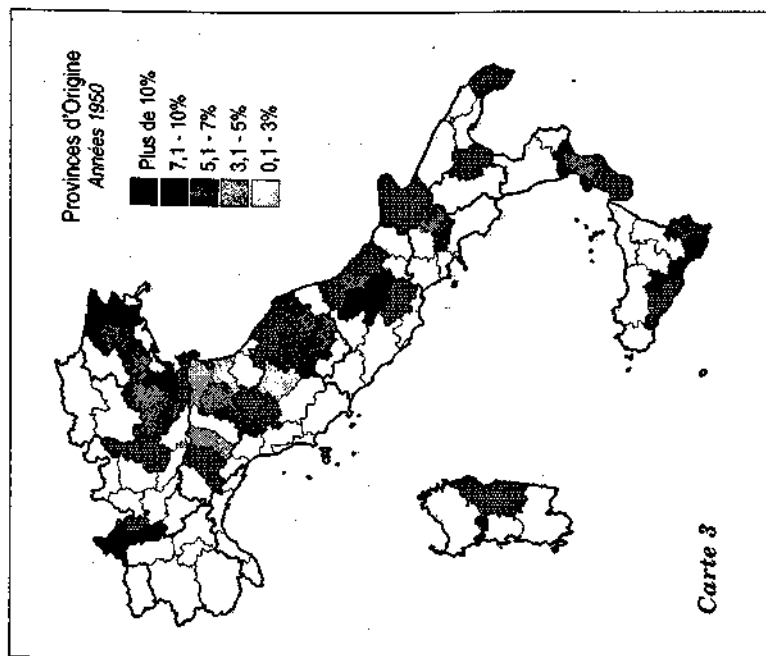 Provinces d'Origine
Années 1950
Plus de 10%
7,1 - 10%
5,1 - 7%
3,1 - 5%
0,1 - 3%
Carte 3